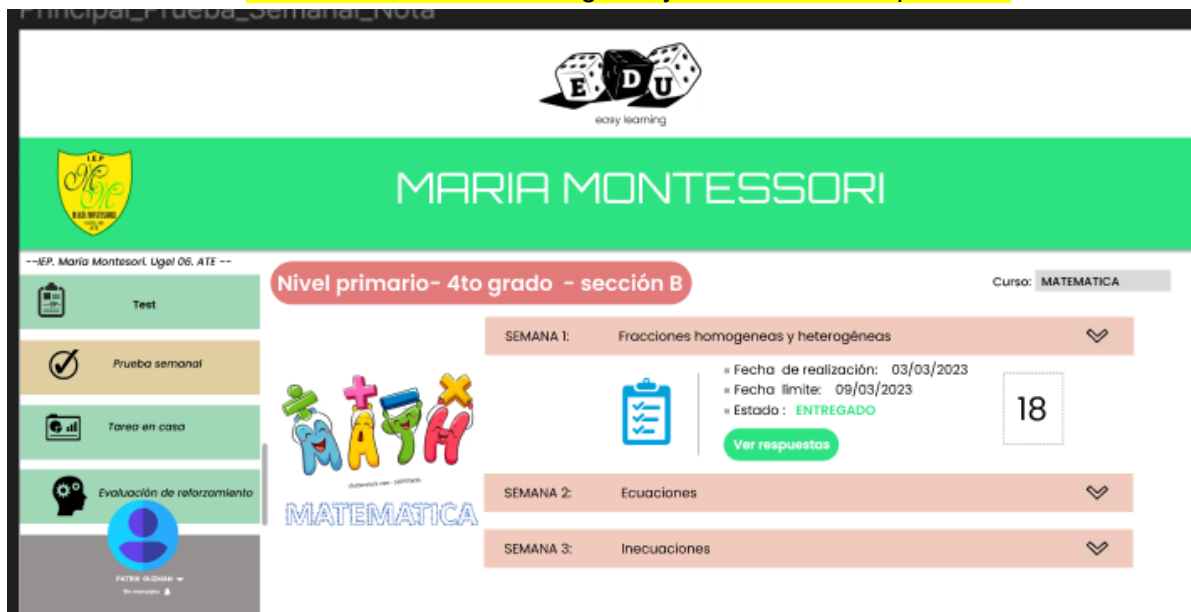 Principal_Prueba_Semanal_Nota
E D U
easy learning
I.E.P
MARIA MONTESSORI
--IEP. Maria Montesori. Ugel 06. ATE --
Nivel primario- 4to grado - sección B
Curso: MATEMATICA
Test
Prueba semanal
Tarea en casa
Evaluación de reforzamiento
MATH
MATEMATICA
SEMANA 1: Fracciones homogeneas y heterogéneas
Fecha de realización: 03/03/2023
Fecha límite: 09/03/2023
Estado : ENTREGADO
Ver respuestas
18
SEMANA 2: Ecuaciones
SEMANA 3: Inecuaciones
PATRIK GUZMAN